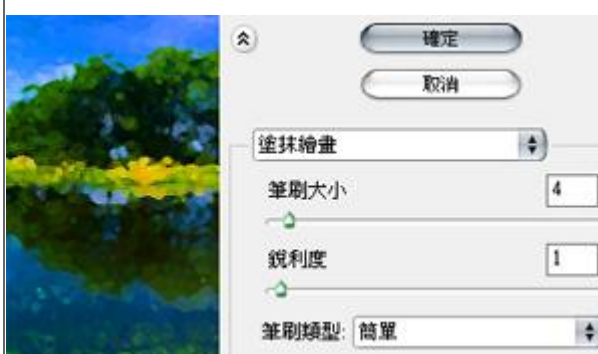 確定
取消
塗抹繪畫
筆刷大小 4
銳利度 1
筆刷類型: 簡單